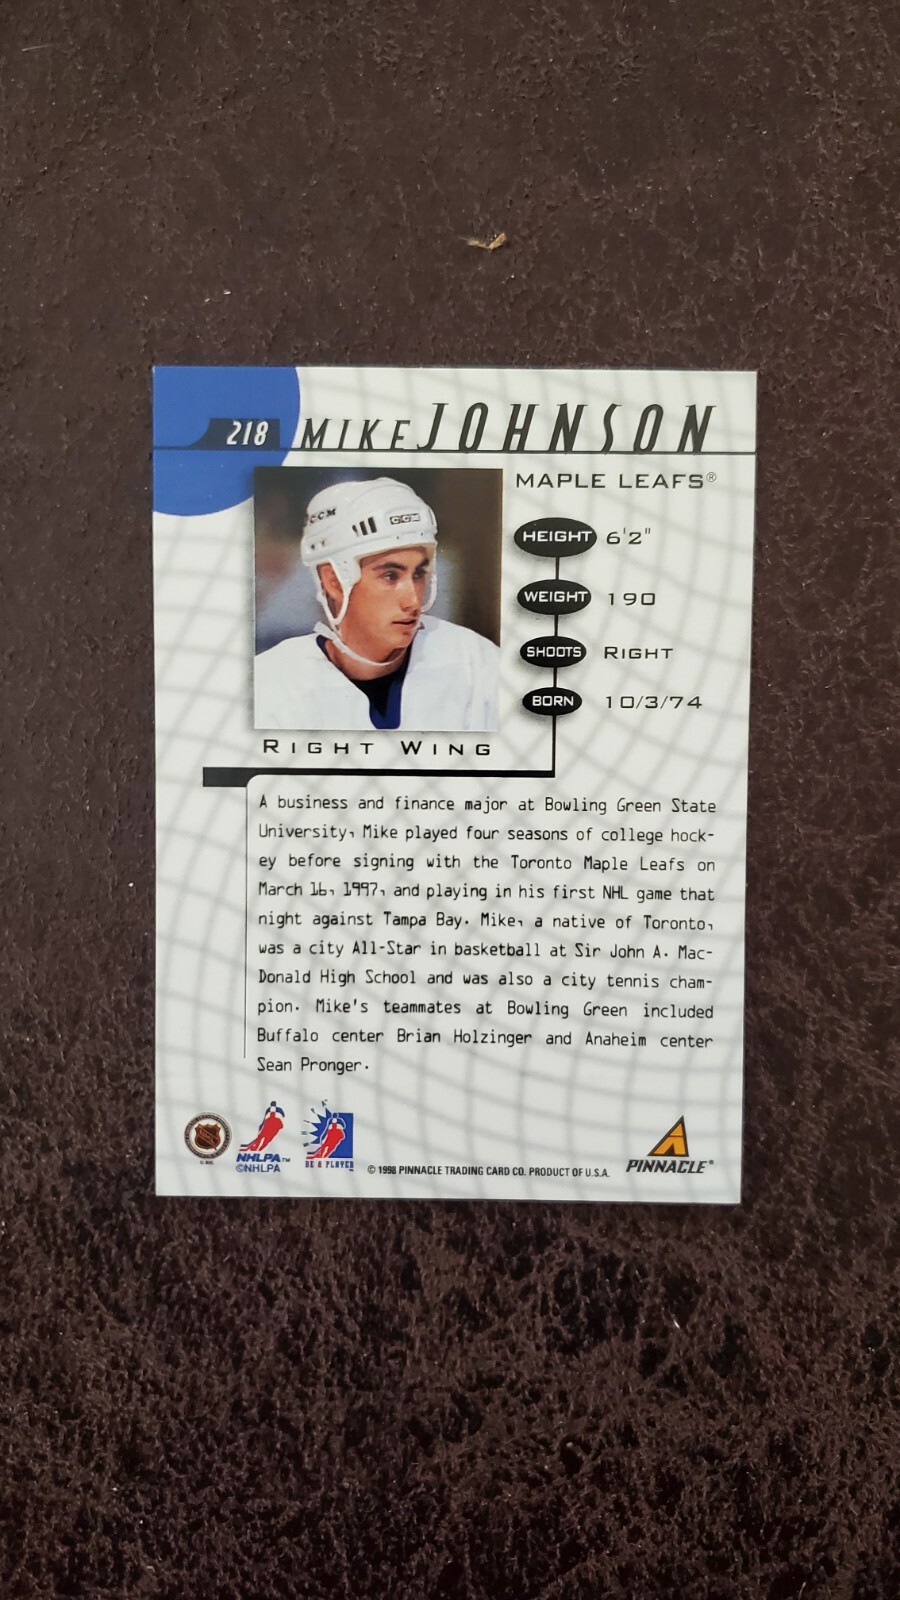 218 MIKE JOHNSON
MAPLE LEAFS®
CCM CCM
HEIGHT 6'2"
WEIGHT 190
SHOOTS RIGHT
BORN 10/3/74
RIGHT WING
A business and finance major at Bowling Green State
University, Mike played four seasons of college hock-
ey before signing with the Toronto Maple Leafs on
March 16, 1997, and playing in his first NHL game that
night against Tampa Bay. Mike, a native of Toronto,
was a city All-Star in basketball at Sir John A. Mac-
Donald High School and was also a city tennis cham-
pion. Mike's teammates at Bowling Green included
Buffalo center Brian Holzinger and Anaheim center
Sean Pronger.
NHLPA™
©NHLPA
BE A PLAYER
© 1998 PINNACLE TRADING CARD CO. PRODUCT OF U.S.A.
PINNACLE®